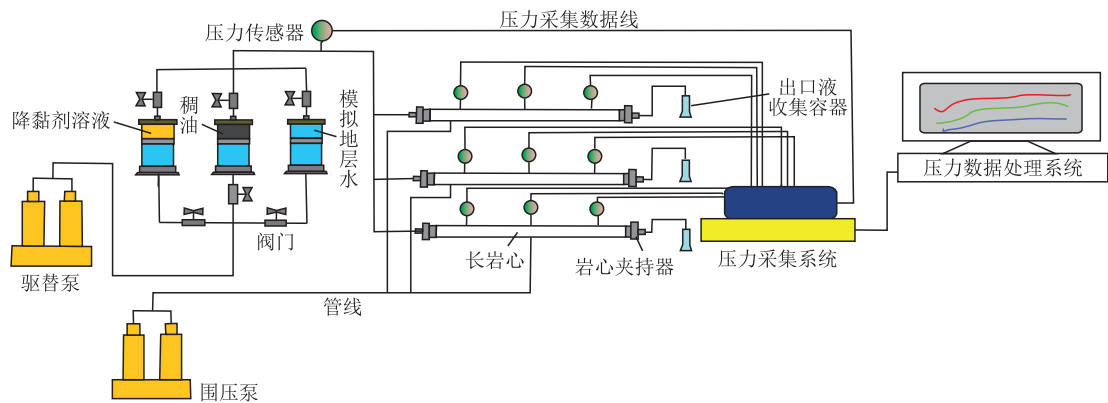 压力采集数据线
压力传感器
降黏剂溶液
稠油
模拟地层水
出口液
收集容器
压力数据处理系统
阀门
长岩心
岩心夹持器
压力采集系统
驱替泵
管线
围压泵